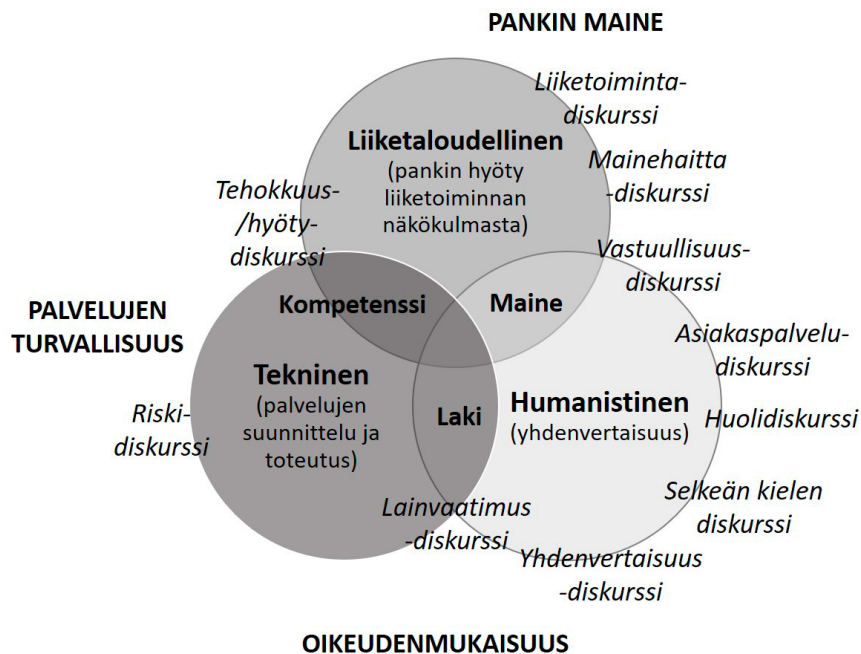 PANKIN MAINE
Liiketoiminta-
diskurssi
Liiketaloudellinen
(pankin hyöty
liiketoiminnan
näkökulmasta)
Mainehaitta
-diskurssi
Tehokkuus-
/hyöty-
diskurssi
Vastuullisuus-
diskurssi
Kompetenssi
Maine
PALVELUJEN
TURVALLISUUS
Asiakaspalvelu-
diskurssi
Tekninen
(palvelujen
suunnittelu ja
toteutus)
Laki
Humanistinen
(yhdenvertaisuus)
Riski-
diskurssi
Huolidiskurssi
Selkeän kielen
diskurssi
Lainvaatimus
-diskurssi
Yhdenvertaisuus
-diskurssi
OIKEUDENMUKAISUUS